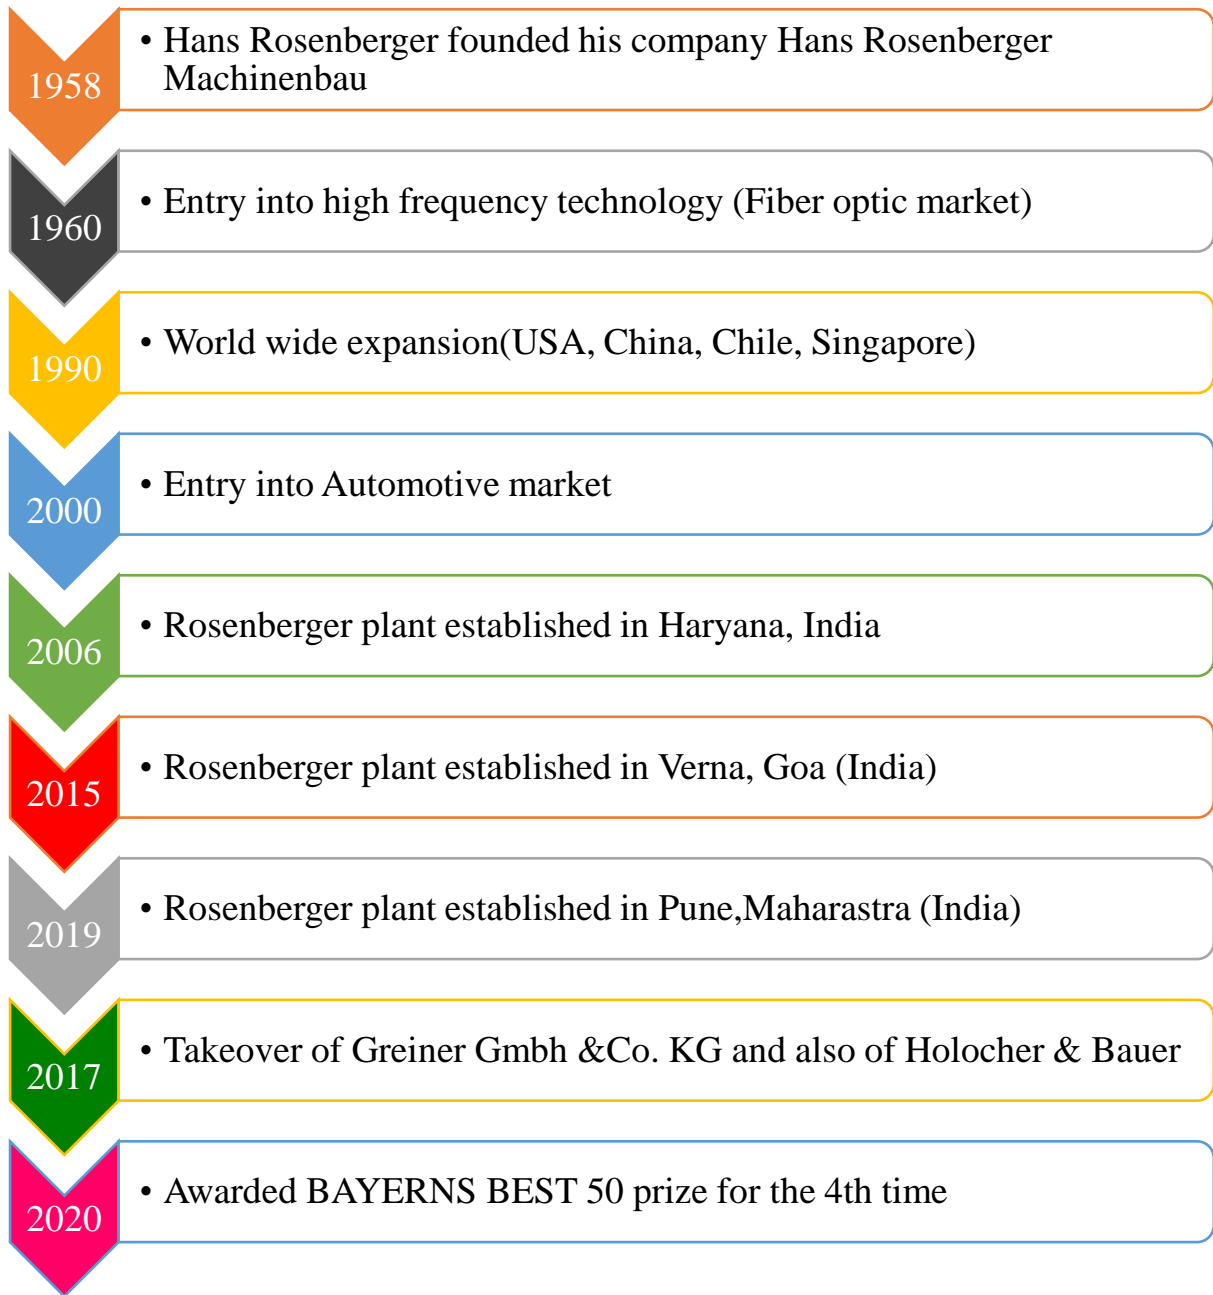 1958
• Hans Rosenberger founded his company Hans Rosenberger
Machinenbau
1960
• Entry into high frequency technology (Fiber optic market)
1990
• World wide expansion(USA, China, Chile, Singapore)
2000
• Entry into Automotive market
2006
• Rosenberger plant established in Haryana, India
2015
• Rosenberger plant established in Verna, Goa (India)
2019
• Rosenberger plant established in Pune,Maharastra (India)
2017
• Takeover of Greiner Gmbh &Co. KG and also of Holocher & Bauer
2020
• Awarded BAYERNS BEST 50 prize for the 4th time